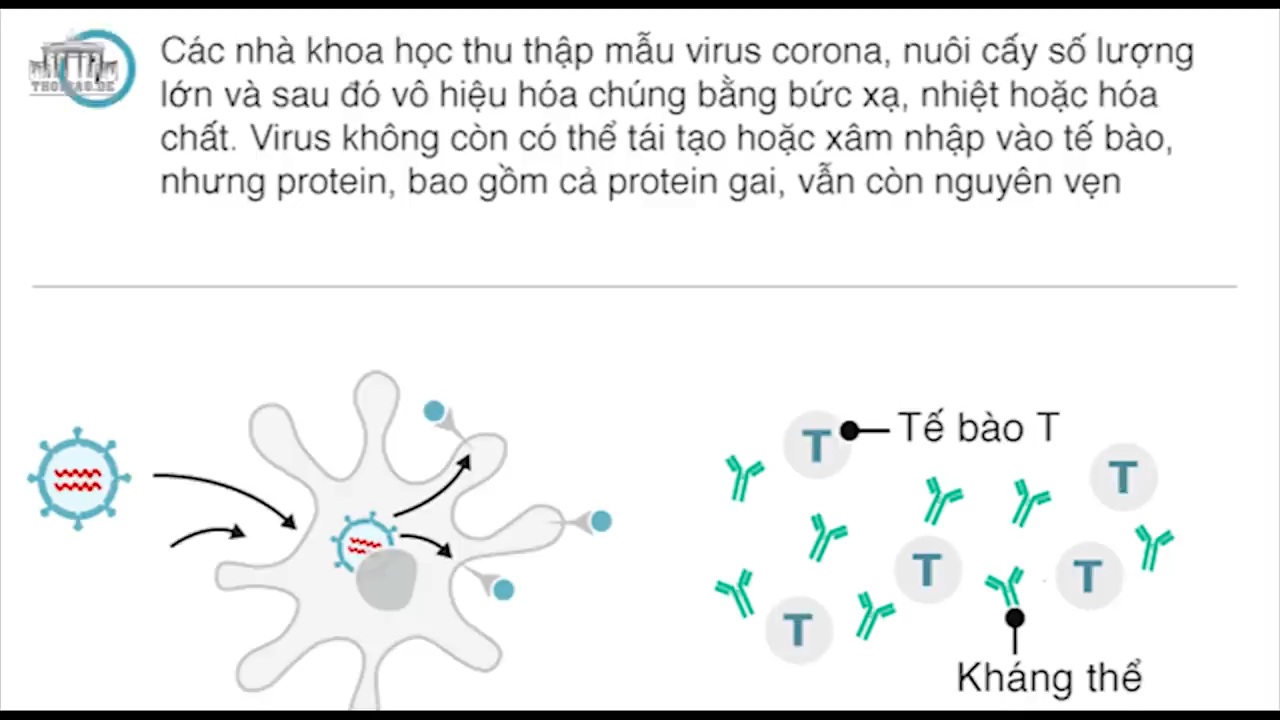 Các nhà khoa học thu thập mẫu virus corona, nuôi cấy số lượng
lớn và sau đó vô hiệu hóa chúng bằng bức xạ, nhiệt hoặc hóa
chất. Virus không còn có thể tái tạo hoặc xâm nhập vào tế bào,
nhưng protein, bao gồm cả protein gai, vẫn còn nguyên vẹn
Tế bào T
T
T
T
T
T
Kháng thể